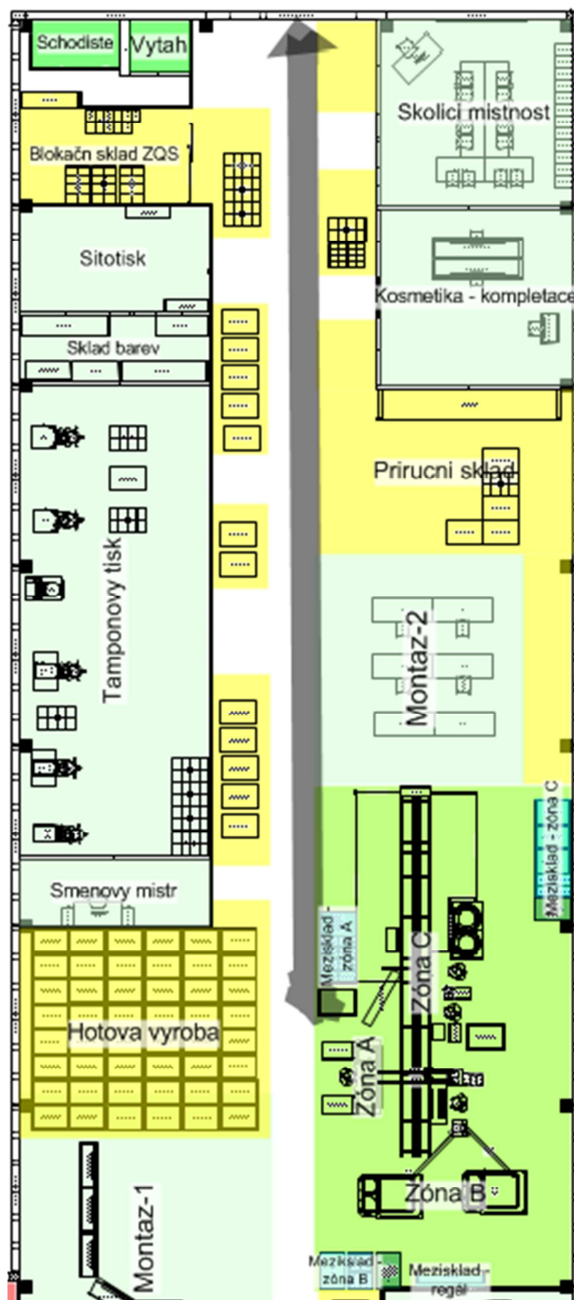 Schodiste
Vytah
Skolici mistnost
Blokačn sklad ZQS
Sitotisk
Kosmetika - kompletace
Sklad barev
Prirucni sklad
Tamponovy tisk
Montaz-2
Mezisklad - zóna C
Smenovy mistr
Mezisklad -
zóna A
Zóna C
Hotova vyroba
Zóna A
Zóna B
Montaz-1
Mezisklad -
zóna B
Mezisklad -
regál